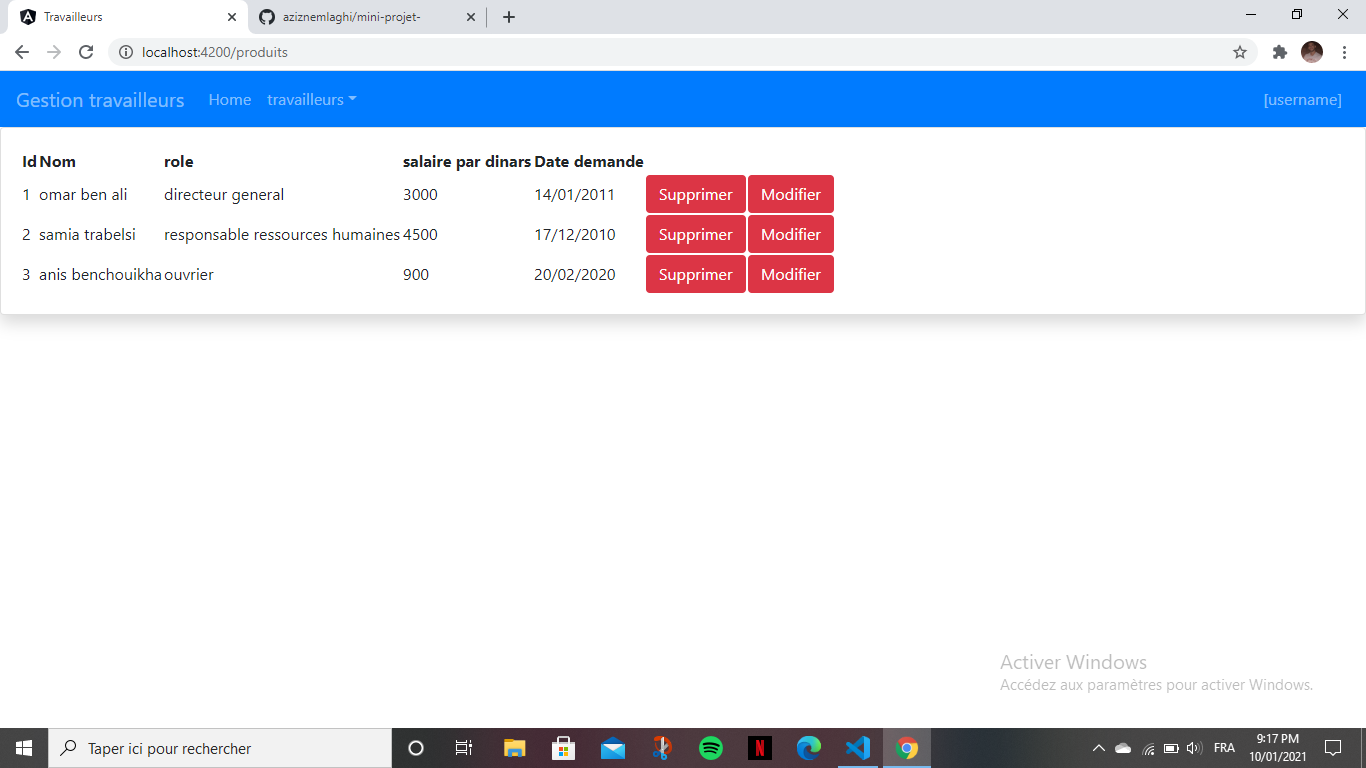 Travailleurs
aziznemlaghi/mini-projet-
localhost:4200/produits
Gestion travailleurs Home travailleurs [username]
Id Nom role salaire par dinars Date demande
1 omar ben ali directeur general 3000 14/01/2011 Supprimer Modifier
2 samia trabelsi responsable ressources humaines 4500 17/12/2010 Supprimer Modifier
3 anis benchouikha ouvrier 900 20/02/2020 Supprimer Modifier
Activer Windows
Accédez aux paramètres pour activer Windows.
Taper ici pour rechercher
FRA
9:17 PM
10/01/2021